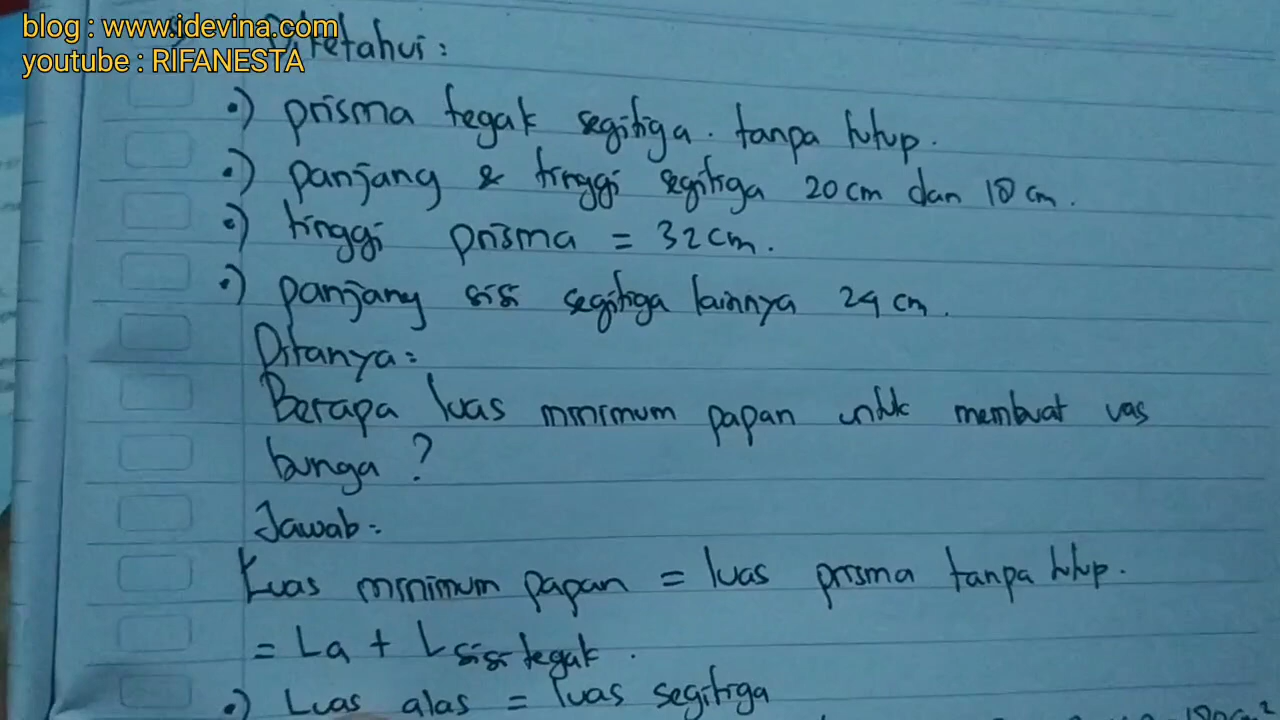 blog : www.idevina.com
youtube : RIFANESTA
Diketahui :
•) prisma tegak segitiga. tanpa tutup.
•) panjang & tinggi segitiga 20 cm dan 18 cm.
•) tinggi prisma = 32 cm.
•) panjang sisi segitiga lainnya 24 cm.
Ditanya :
Berapa luas minimum papan untuk membuat vas
bunga ?
Jawab :
Luas minimum papan = luas prisma tanpa tutup.
= La + L sisi tegak.
•) Luas alas = luas segitiga
180 cm²